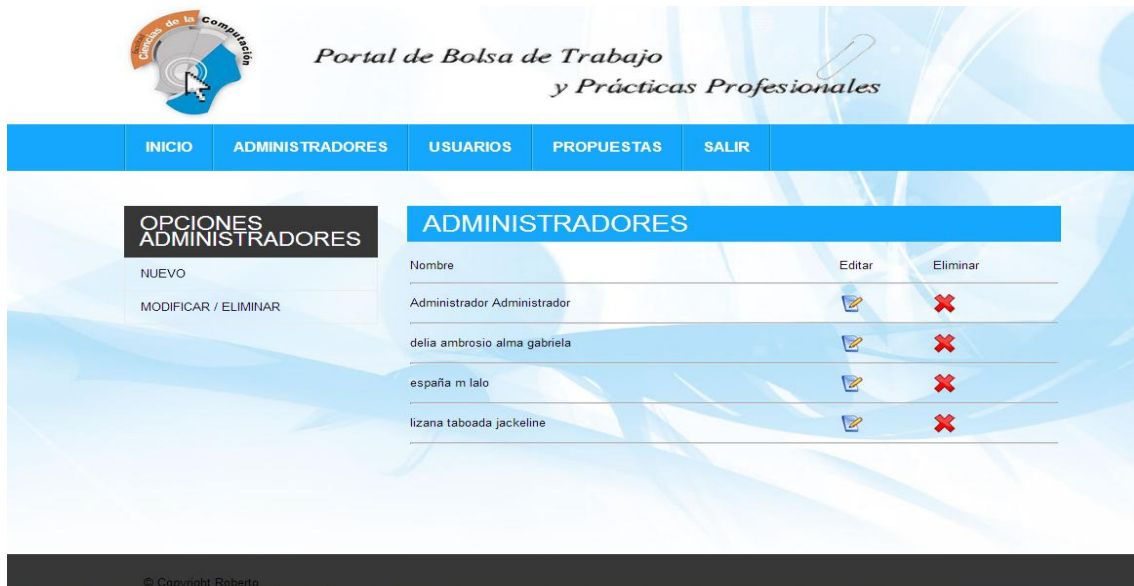 Ciencias de la Computación
Portal de Bolsa de Trabajo
y Prácticas Profesionales
INICIO ADMINISTRADORES USUARIOS PROPUESTAS SALIR
OPCIONES
ADMINISTRADORES
NUEVO
MODIFICAR / ELIMINAR
ADMINISTRADORES
Nombre Editar Eliminar
Administrador Administrador
delia ambrosio alma gabriela
españa m lalo
lizana taboada jackeline
© Copyright Roberto